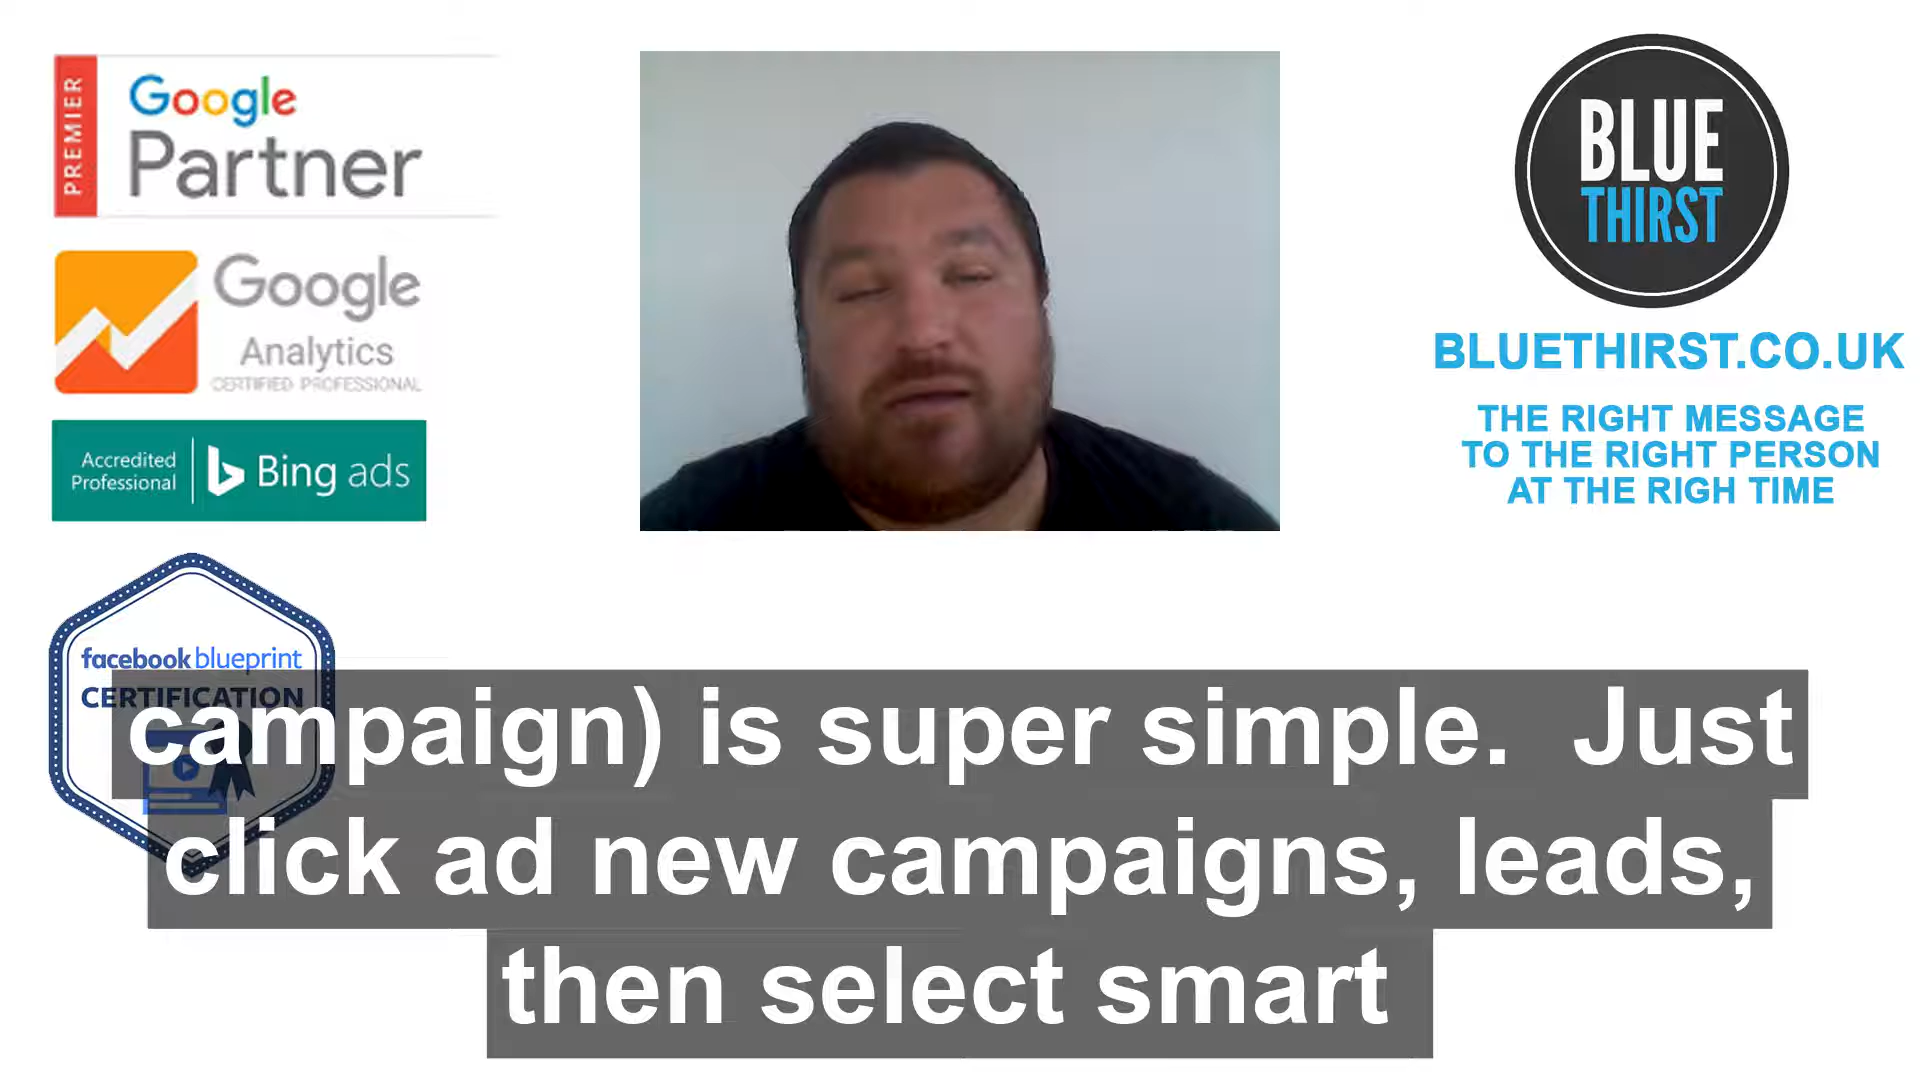 PREMIER
Google
Partner
Google
Analytics
CERTIFIED PROFESSIONAL
Accredited
Professional
Bing ads
facebook blueprint
CERTIFICATION
BLUE
THIRST
BLUETHIRST.CO.UK
THE RIGHT MESSAGE
TO THE RIGHT PERSON
AT THE RIGH TIME
campaign) is super simple.  Just
click ad new campaigns, leads,
then select smart